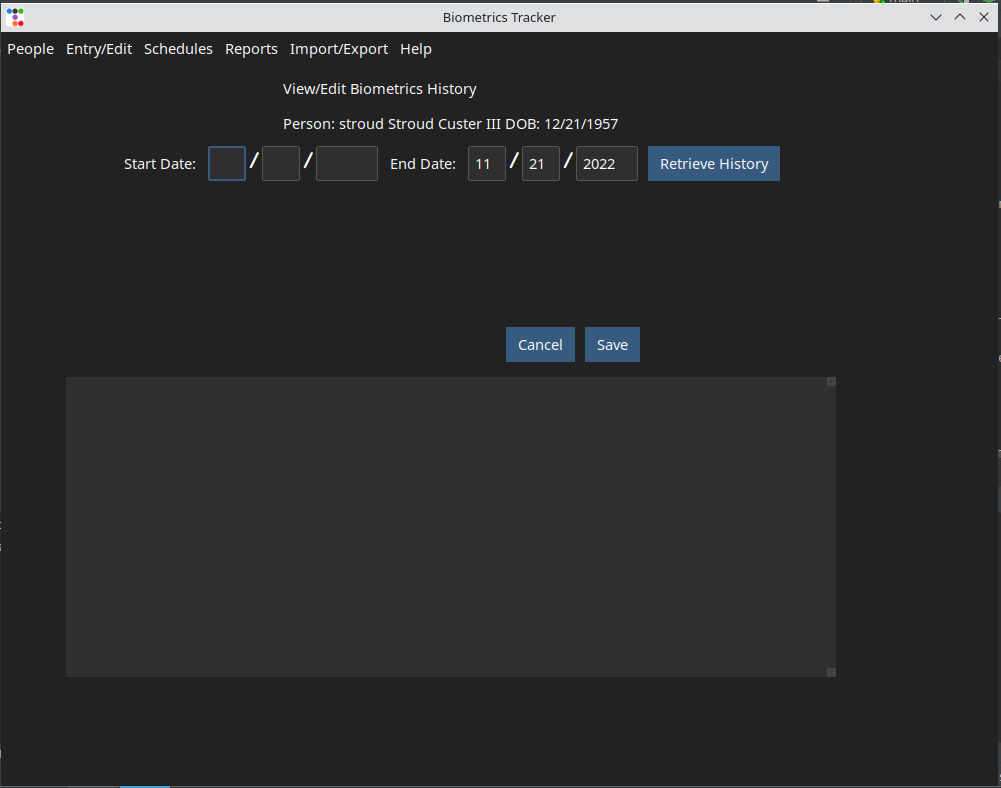 Biometrics Tracker
People Entry/Edit Schedules Reports Import/Export Help
View/Edit Biometrics History
Person: stroud Stroud Custer III DOB: 12/21/1957
Start Date: / / End Date: 11 / 21 / 2022 Retrieve History
Cancel Save